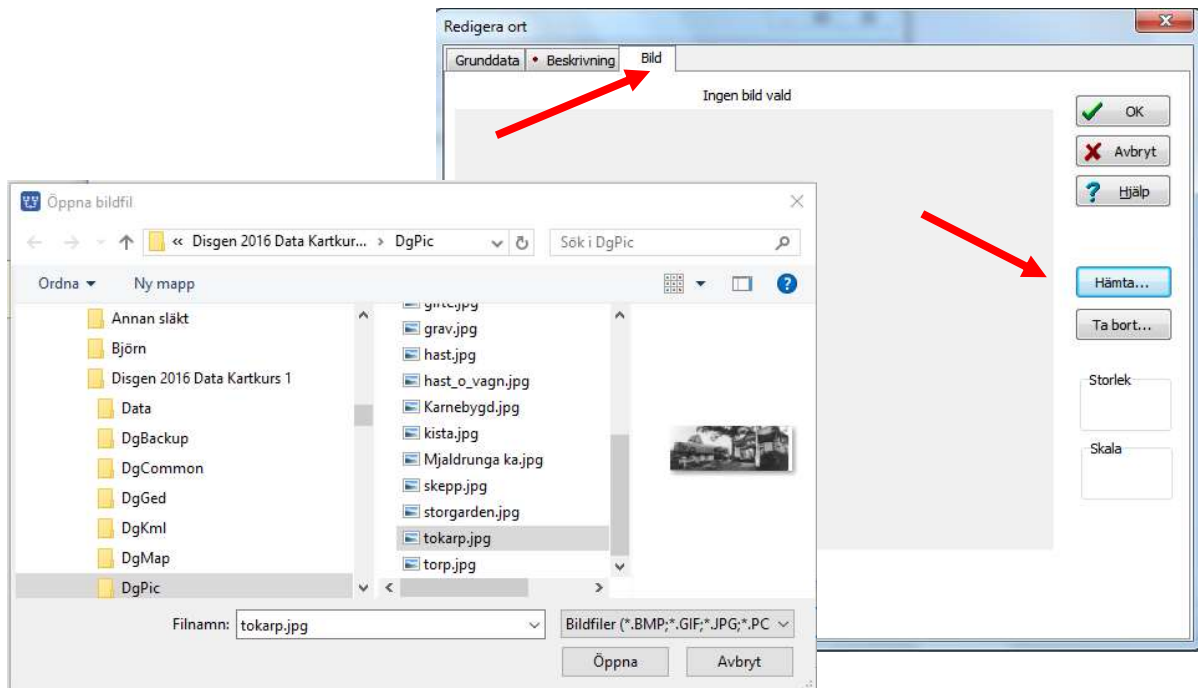 Redigera ort
Grunddata • Beskrivning Bild
Ingen bild vald
OK
Avbryt
? Hjälp
Hämta...
Ta bort...
Storlek
Skala
Öppna bildfil
« Disgen 2016 Data Kartkur... > DgPic
Sök i DgPic
Ordna Ny mapp
?
Annan släkt
Björn
Disgen 2016 Data Kartkurs 1
Data
DgBackup
DgCommon
DgGed
DgKml
DgMap
DgPic
grav.jpg
hast.jpg
hast_o_vagn.jpg
Karnebygd.jpg
kista.jpg
Mjaldrunga ka.jpg
skepp.jpg
storgarden.jpg
tokarp.jpg
torp.jpg
Filnamn: tokarp.jpg
Bildfiler (*.BMP;*.GIF;*.JPG;*.PC
Öppna Avbryt